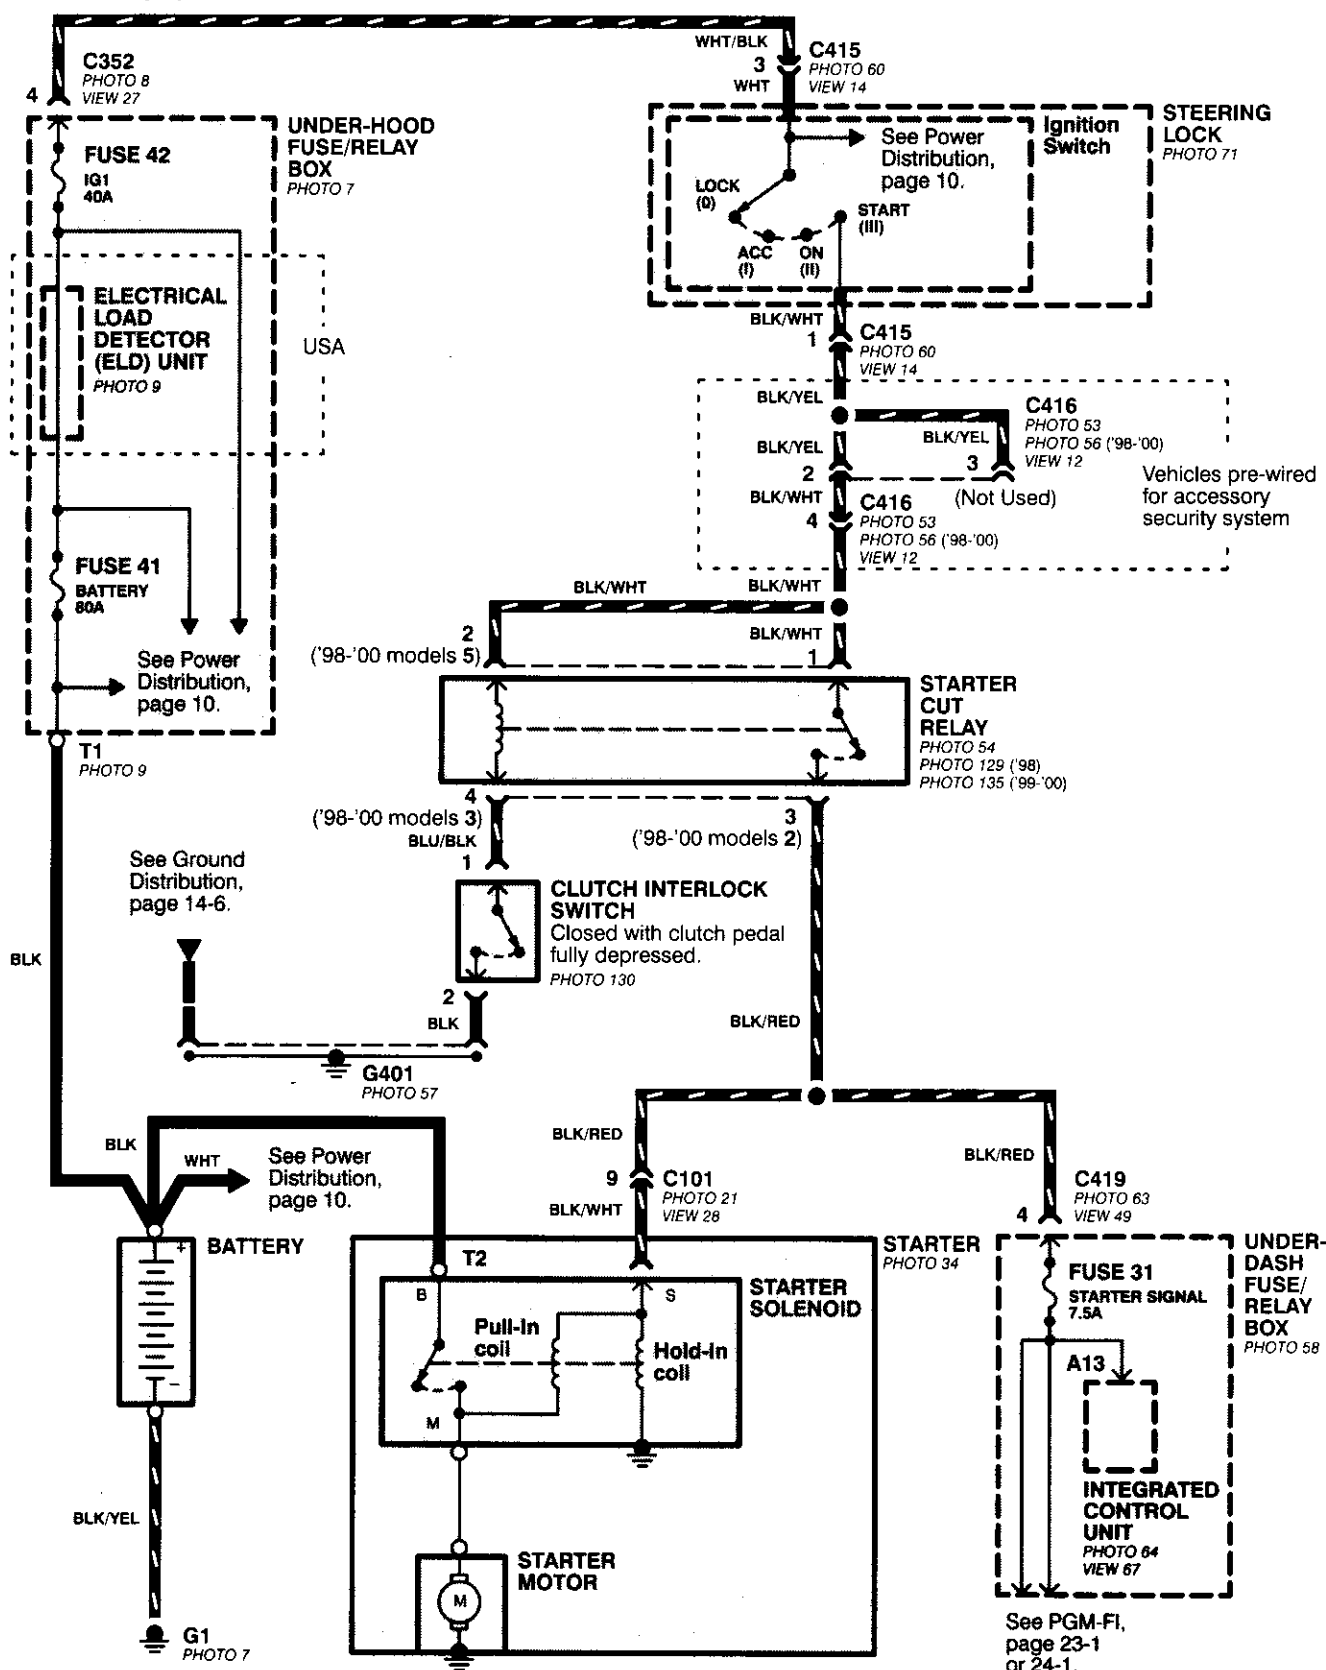 WHT/BLK
3
WHT
C415
PHOTO 60
VIEW 14
C352
PHOTO 8
VIEW 27
4
UNDER-HOOD
FUSE/RELAY
BOX
PHOTO 7
FUSE 42
IG1
40A
STEERING
LOCK
PHOTO 71
Ignition
Switch
See Power
Distribution,
page 10.
LOCK
(0)
START
(III)
ACC
(I)
ON
(II)
ELECTRICAL
LOAD
DETECTOR
(ELD) UNIT
PHOTO 9
USA
BLK/WHT
1
C415
PHOTO 60
VIEW 14
BLK/YEL
BLK/YEL
2
BLK/YEL
3
C416
PHOTO 53
PHOTO 56 ('98-'00)
VIEW 12
BLK/WHT
4
(Not Used)
C416
PHOTO 53
PHOTO 56 ('98-'00)
VIEW 12
Vehicles pre-wired
for accessory
security system
FUSE 41
BATTERY
80A
See Power
Distribution,
page 10.
T1
PHOTO 9
BLK/WHT
BLK/WHT
BLK/WHT
2
('98-'00 models 5)
1
STARTER
CUT
RELAY
PHOTO 54
PHOTO 129 ('98)
PHOTO 135 ('99-'00)
4
('98-'00 models 3)
BLU/BLK
1
3
('98-'00 models 2)
See Ground
Distribution,
page 14-6.
CLUTCH INTERLOCK
SWITCH
Closed with clutch pedal
fully depressed.
PHOTO 130
BLK
2
BLK
G401
PHOTO 57
BLK/RED
BLK
WHT
See Power
Distribution,
page 10.
BLK/RED
9
C101
PHOTO 21
VIEW 28
BLK/WHT
BLK/RED
C419
PHOTO 63
VIEW 49
4
BATTERY
+
-
T2
STARTER
PHOTO 34
STARTER
SOLENOID
B
S
Pull-In
coil
Hold-In
coil
M
UNDER-
DASH
FUSE/
RELAY
BOX
PHOTO 58
FUSE 31
STARTER SIGNAL
7.5A
A13
INTEGRATED
CONTROL
UNIT
PHOTO 64
VIEW 67
BLK/YEL
G1
PHOTO 7
STARTER
MOTOR
M
See PGM-FI,
page 23-1
or 24-1.